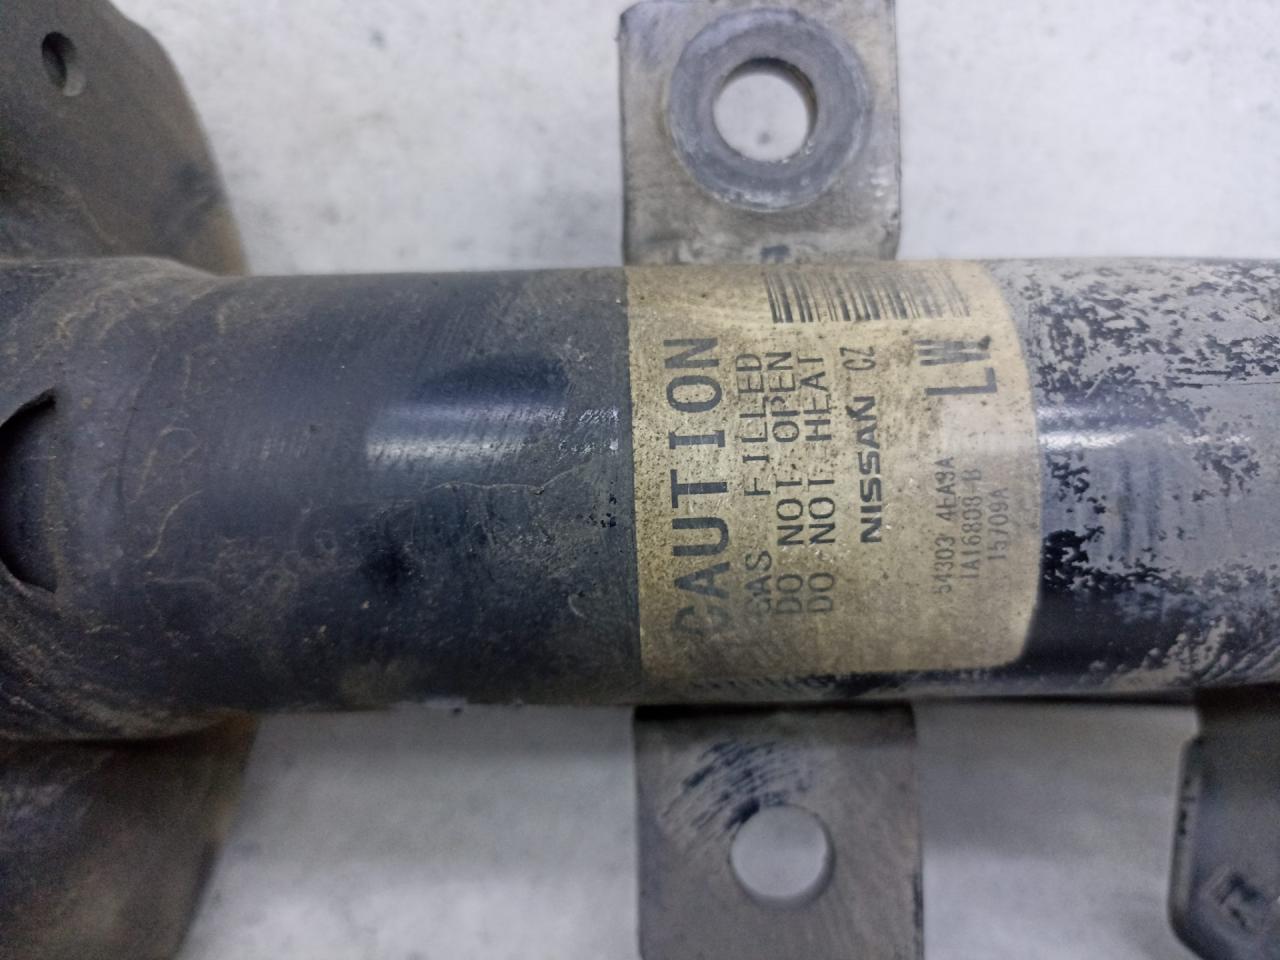 CAUTION
GAS FILLED
DO NOT OPEN
DO NOT HEAT
NISSAN CZ
LW
54303 4EA9A
1A16808-B
15709A